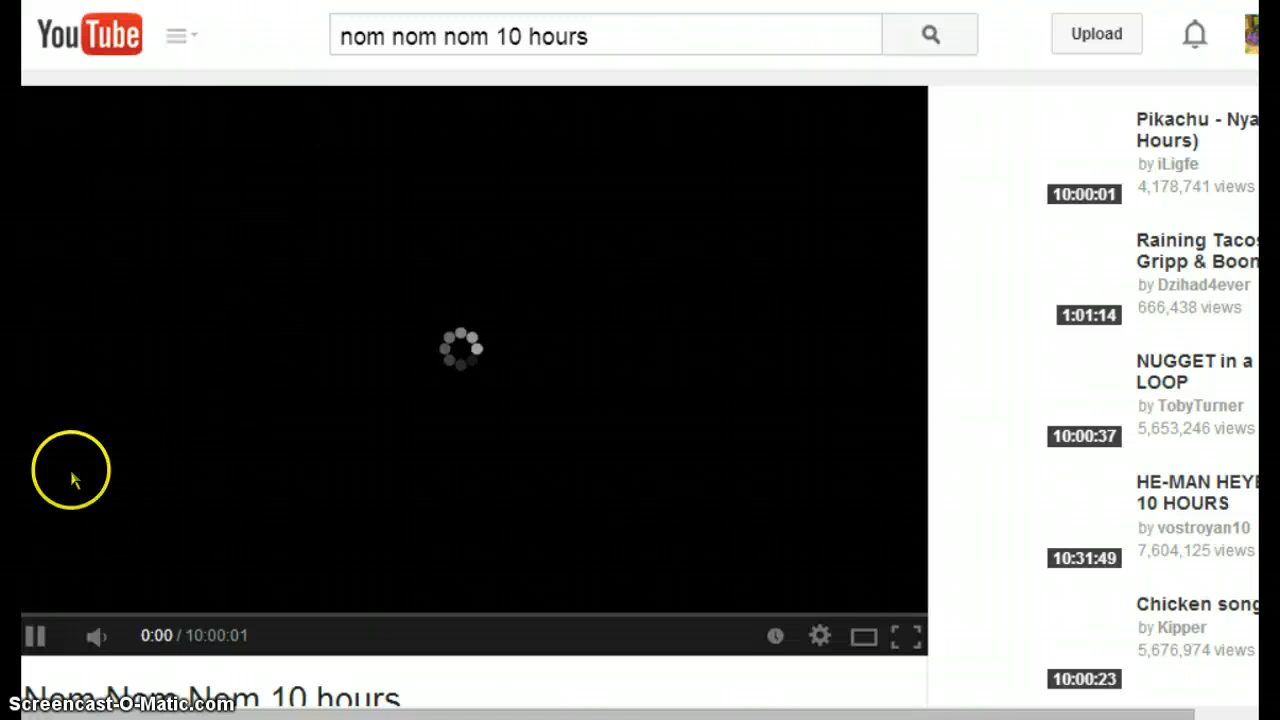 YouTube
nom nom nom 10 hours
Upload
Pikachu - Nya
Hours)
by iLigfe
4,178,741 views
10:00:01
Raining Tacos
Gripp & Boon
by Dzihad4ever
666,438 views
1:01:14
NUGGET in a
LOOP
by TobyTurner
5,653,246 views
10:00:37
HE-MAN HEYE
10 HOURS
by vostroyan10
7,604,125 views
10:31:49
Chicken song
by Kipper
5,676,974 views
10:00:23
0:00 / 10:00:01
Nom Nom Nom 10 hours
Screencast-O-Matic.com